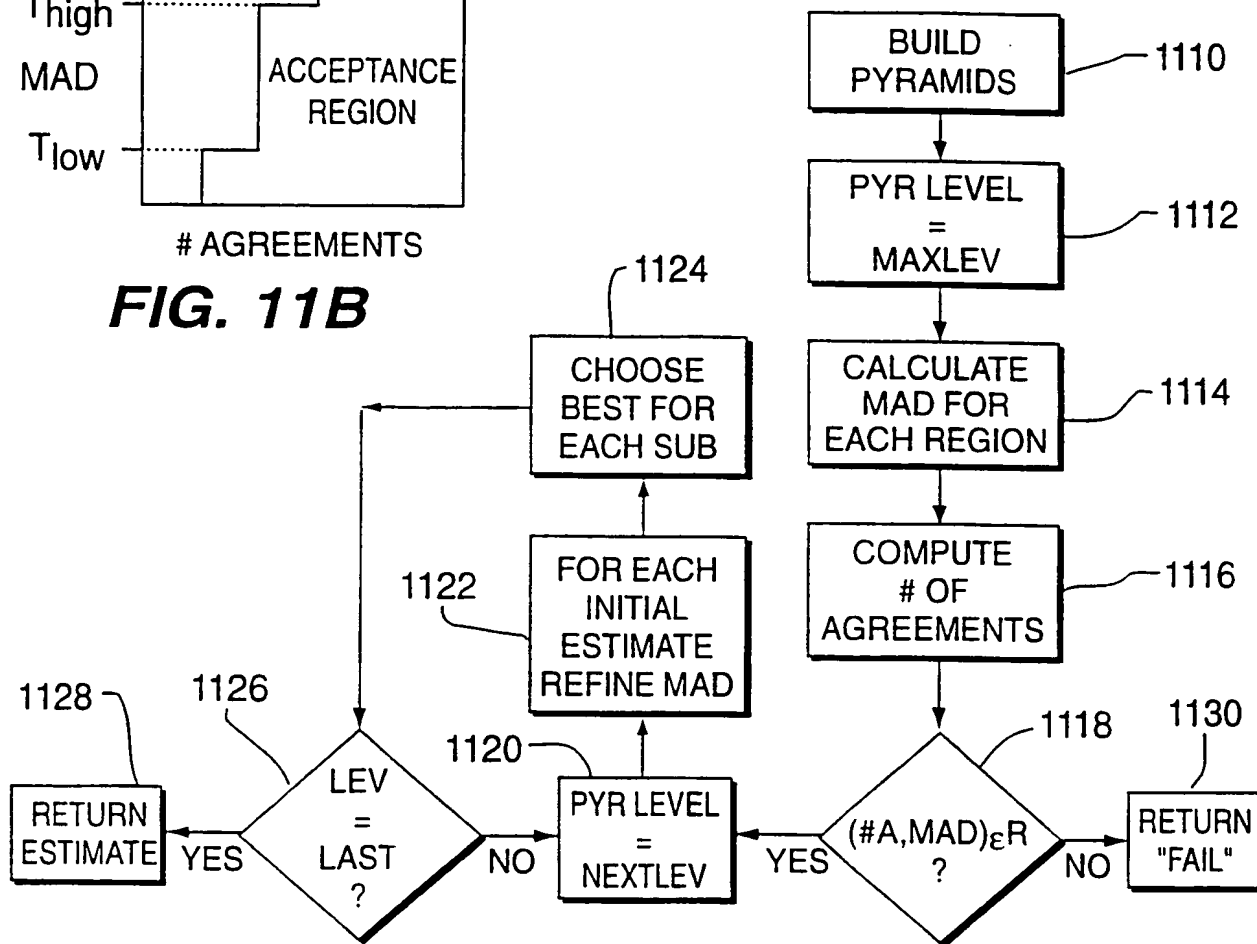 Thigh
MAD
Tlow
ACCEPTANCE
REGION
# AGREEMENTS
FIG. 11B
BUILD
PYRAMIDS
1110
PYR LEVEL
=
MAXLEV
1112
CALCULATE
MAD FOR
EACH REGION
1114
COMPUTE
# OF
AGREEMENTS
1116
(#A,MAD)εR
?
1118
YES
NO
RETURN
"FAIL"
1130
PYR LEVEL
=
NEXTLEV
1120
FOR EACH
INITIAL
ESTIMATE
REFINE MAD
1122
CHOOSE
BEST FOR
EACH SUB
1124
LEV
=
LAST
?
1126
YES
NO
RETURN
ESTIMATE
1128